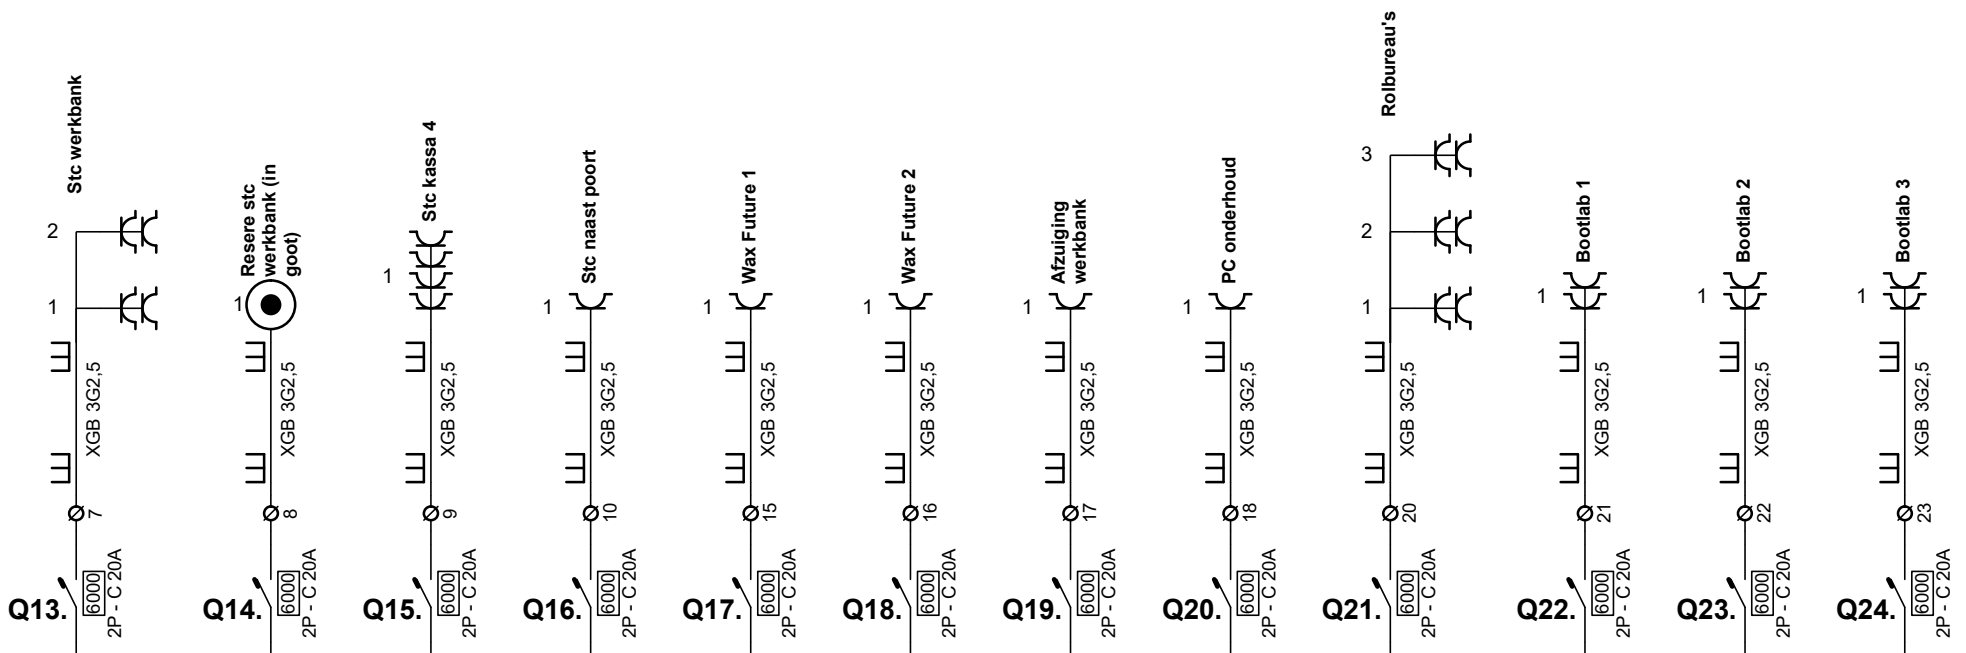 Stc werkbank
2
1
XGB 3G2,5
7
Q13.
6000
2P - C 20A
Resere stc
werkbank (in
goot)
1
XGB 3G2,5
8
Q14.
6000
2P - C 20A
Stc kassa 4
1
XGB 3G2,5
9
Q15.
6000
2P - C 20A
Stc naast poort
1
XGB 3G2,5
10
Q16.
6000
2P - C 20A
Wax Future 1
1
XGB 3G2,5
15
Q17.
6000
2P - C 20A
Wax Future 2
1
XGB 3G2,5
16
Q18.
6000
2P - C 20A
Afzuiging
werkbank
1
XGB 3G2,5
17
Q19.
6000
2P - C 20A
PC onderhoud
1
XGB 3G2,5
18
Q20.
6000
2P - C 20A
Rolbureau's
3
2
1
XGB 3G2,5
20
Q21.
6000
2P - C 20A
Bootlab 1
1
XGB 3G2,5
21
Q22.
6000
2P - C 20A
Bootlab 2
1
XGB 3G2,5
22
Q23.
6000
2P - C 20A
Bootlab 3
1
XGB 3G2,5
23
Q24.
6000
2P - C 20A